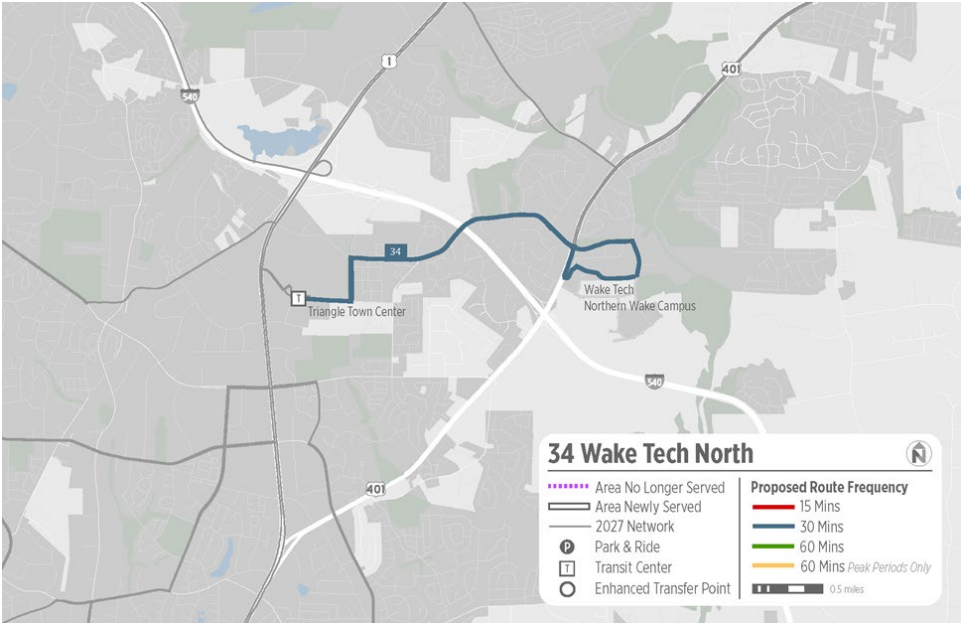 540
1
401
34
T
Triangle Town Center
Wake Tech
Northern Wake Campus
540
401
34 Wake Tech North
N
Area No Longer Served
Area Newly Served
2027 Network
P Park & Ride
T Transit Center
Enhanced Transfer Point
Proposed Route Frequency
15 Mins
30 Mins
60 Mins
60 Mins Peak Periods Only
0.5 miles